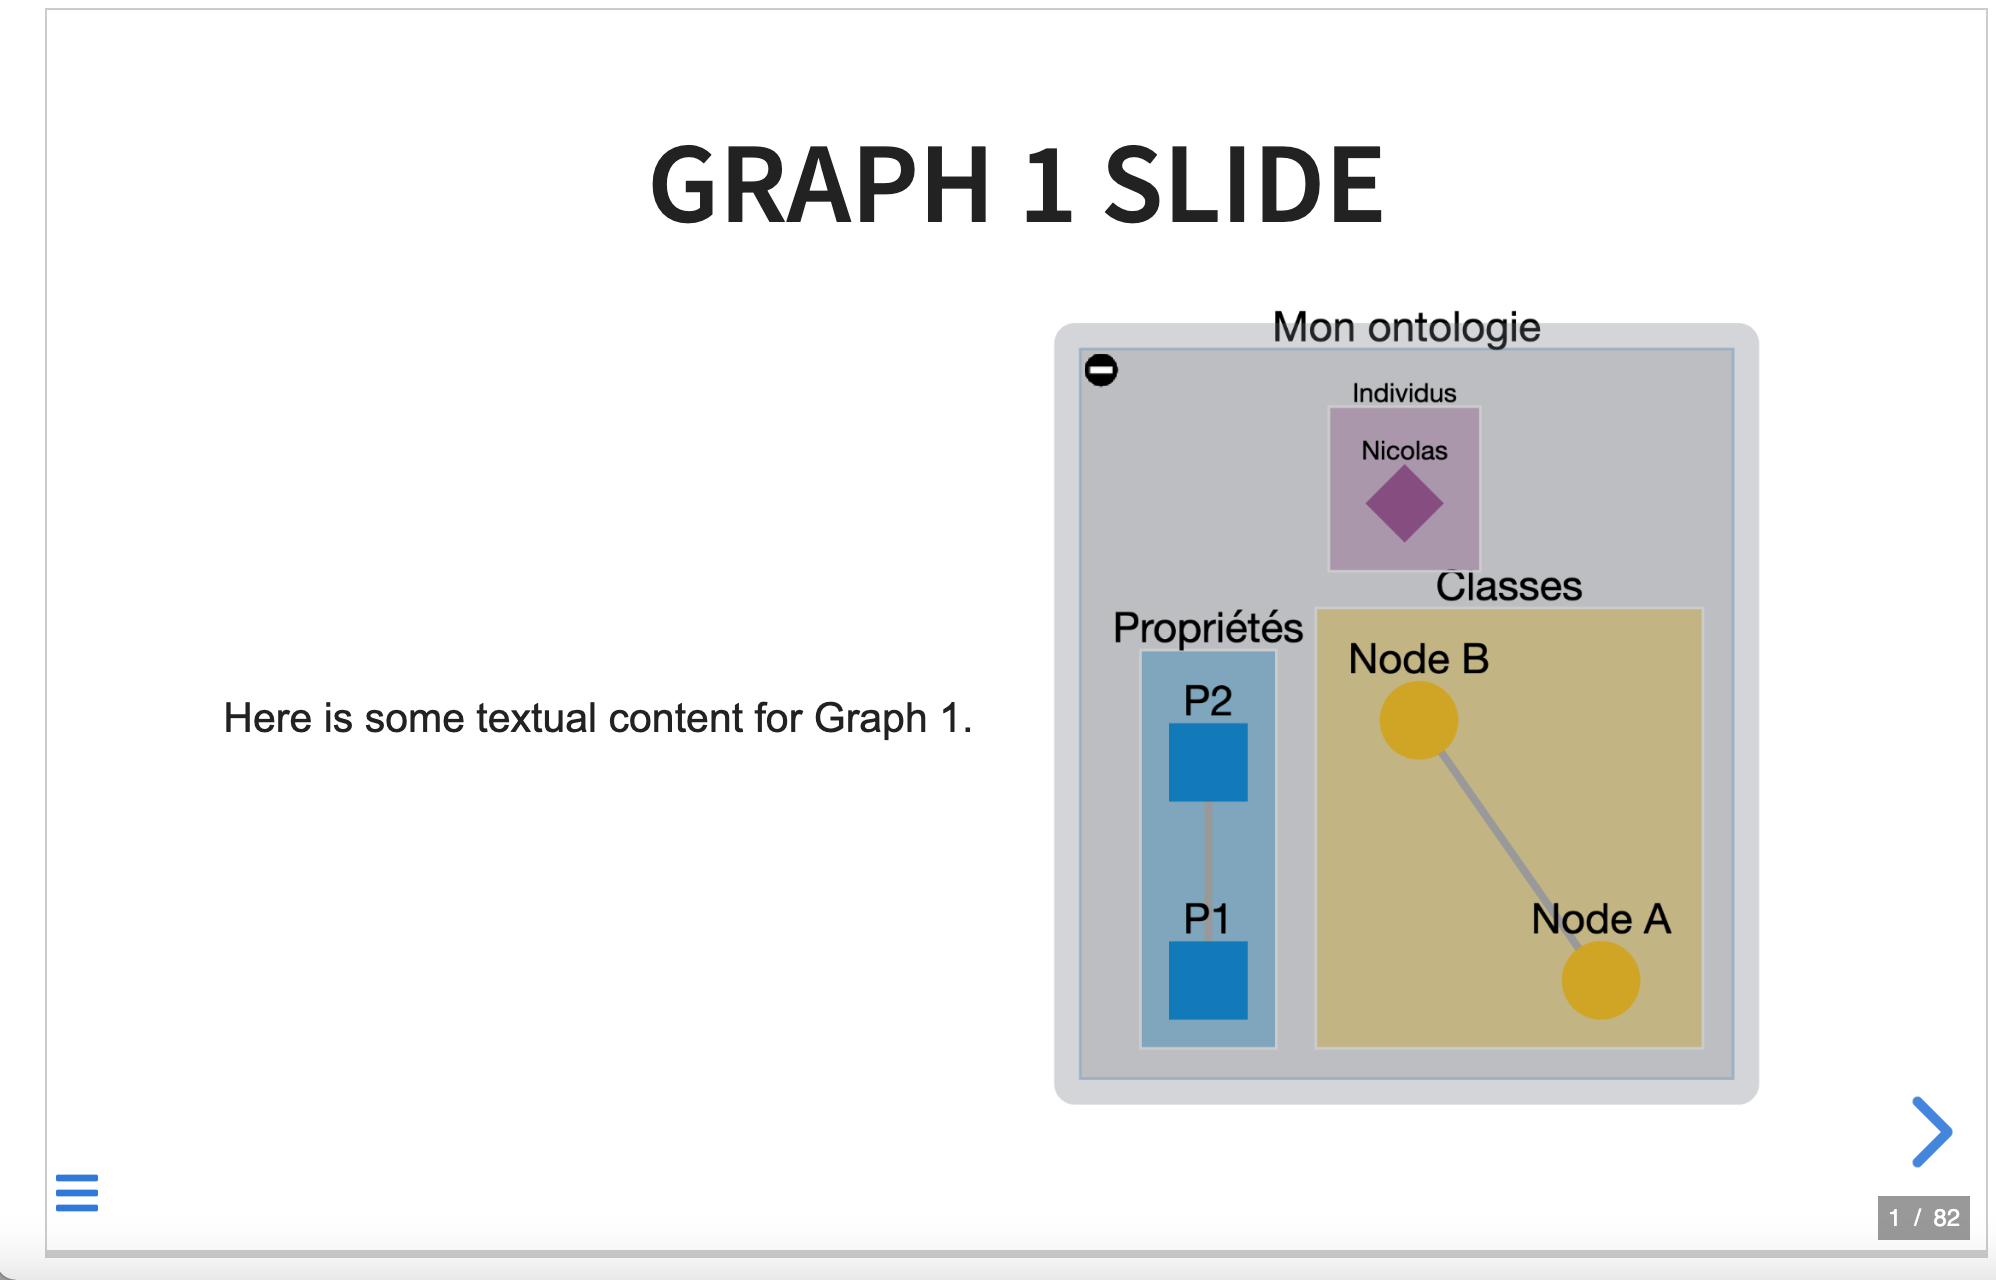 GRAPH 1 SLIDE
Here is some textual content for Graph 1.
Mon ontologie
Individus
Nicolas
Classes
Propriétés
Node B
P2
P1
Node A
1 / 82